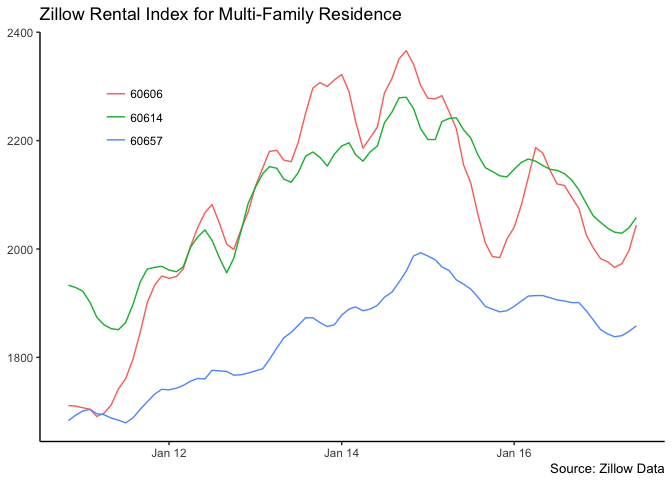 Zillow Rental Index for Multi-Family Residence
2400
2200
2000
1800
60606
60614
60657
Jan 12
Jan 14
Jan 16
Source: Zillow Data